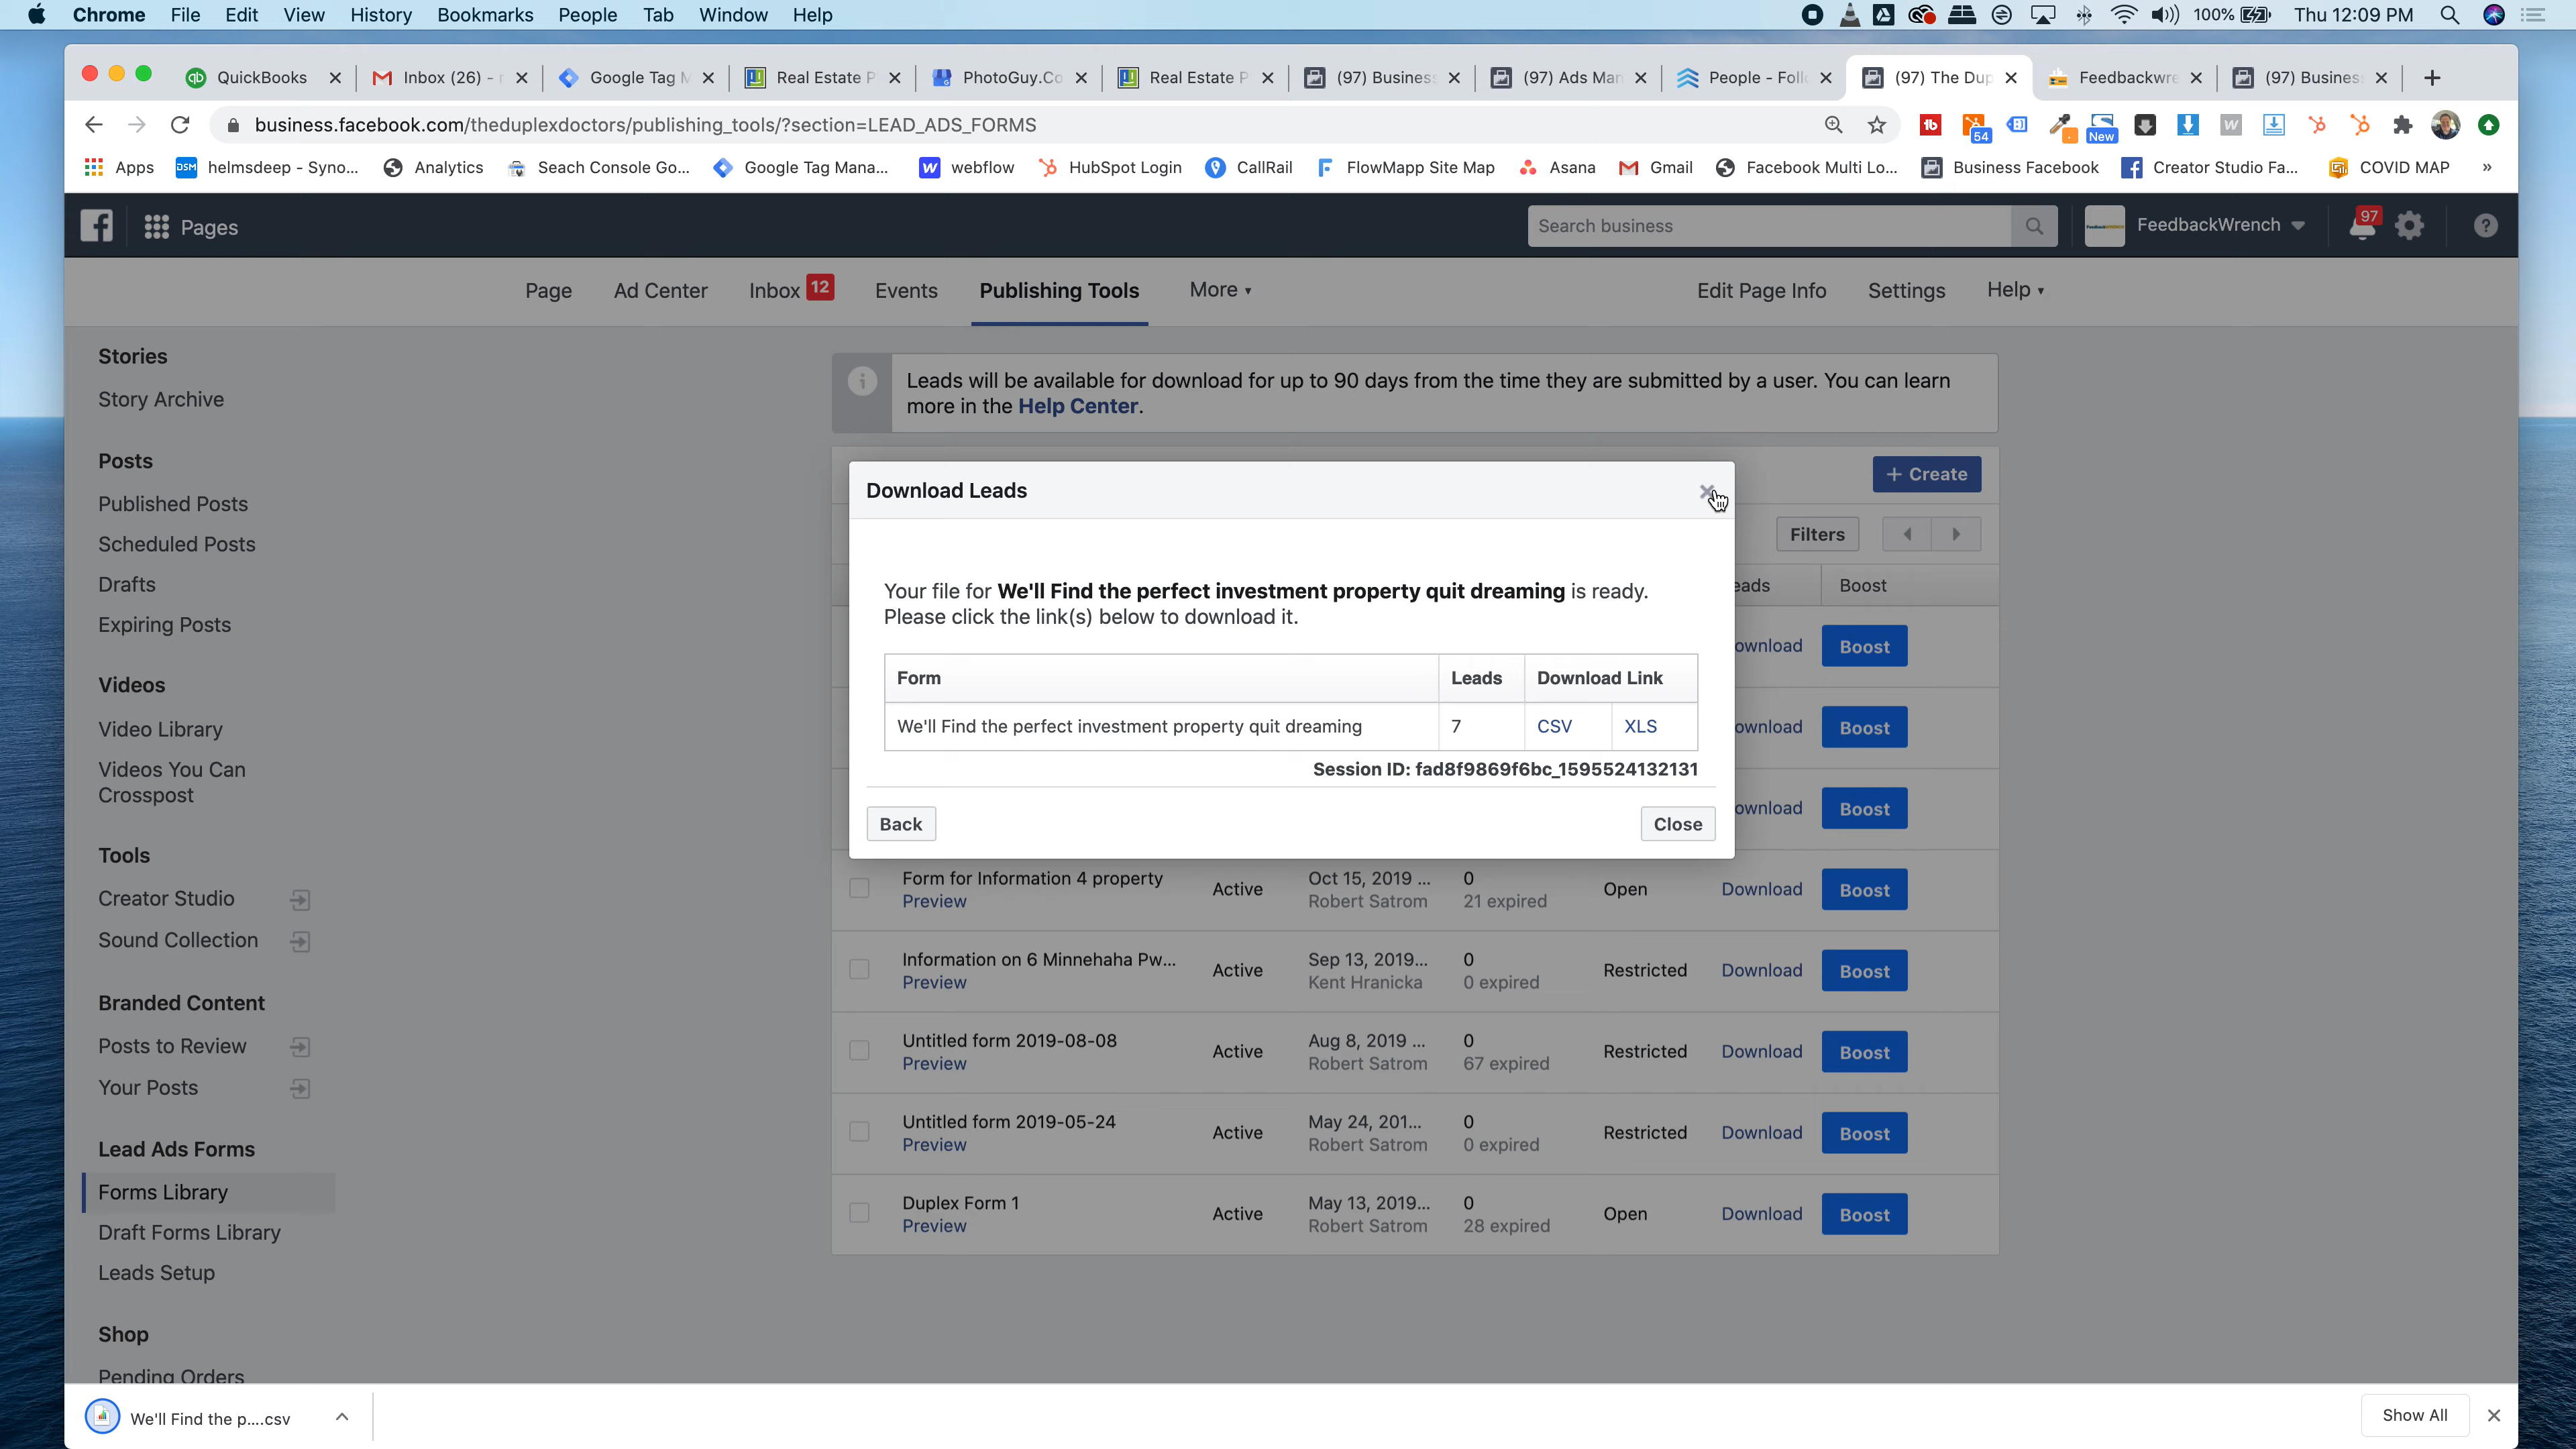 Chrome File Edit View History Bookmarks People Tab Window Help 100% Thu 12:09 PM
QuickBooks Inbox (26) - r Google Tag M Real Estate P PhotoGuy.Co Real Estate P (97) Business (97) Ads Man People - Foll (97) The Dup Feedbackwre (97) Business
business.facebook.com/theduplexdoctors/publishing_tools/?section=LEAD_ADS_FORMS 54 New
Apps DSM helmsdeep - Syno... Analytics Seach Console Go... Google Tag Mana... webflow HubSpot Login CallRail FlowMapp Site Map Asana Gmail Facebook Multi Lo... Business Facebook Creator Studio Fa... COVID MAP »
Pages Search business FeedbackWrench 97
Page Ad Center Inbox 12 Events Publishing Tools More Edit Page Info Settings Help
Stories
Story Archive
Posts
Published Posts
Scheduled Posts
Drafts
Expiring Posts
Videos
Video Library
Videos You Can
Crosspost
Tools
Creator Studio
Sound Collection
Branded Content
Posts to Review
Your Posts
Lead Ads Forms
Forms Library
Draft Forms Library
Leads Setup
Shop
Pending Orders
Leads will be available for download for up to 90 days from the time they are submitted by a user. You can learn
more in the Help Center.
+ Create
Filters
eads Boost
ownload Boost
ownload Boost
ownload Boost
Download Leads
Your file for We'll Find the perfect investment property quit dreaming is ready.
Please click the link(s) below to download it.
Form Leads Download Link
We'll Find the perfect investment property quit dreaming 7 CSV XLS
Session ID: fad8f9869f6bc_1595524132131
Back Close
Form for Information 4 property Active Oct 15, 2019 ... 0 Open Download Boost
Preview Robert Satrom 21 expired
Information on 6 Minnehaha Pw... Active Sep 13, 2019... 0 Restricted Download Boost
Preview Kent Hranicka 0 expired
Untitled form 2019-08-08 Active Aug 8, 2019 ... 0 Restricted Download Boost
Preview Robert Satrom 67 expired
Untitled form 2019-05-24 Active May 24, 201... 0 Restricted Download Boost
Preview Robert Satrom 0 expired
Duplex Form 1 Active May 13, 2019... 0 Open Download Boost
Preview Robert Satrom 28 expired
We'll Find the p....csv Show All